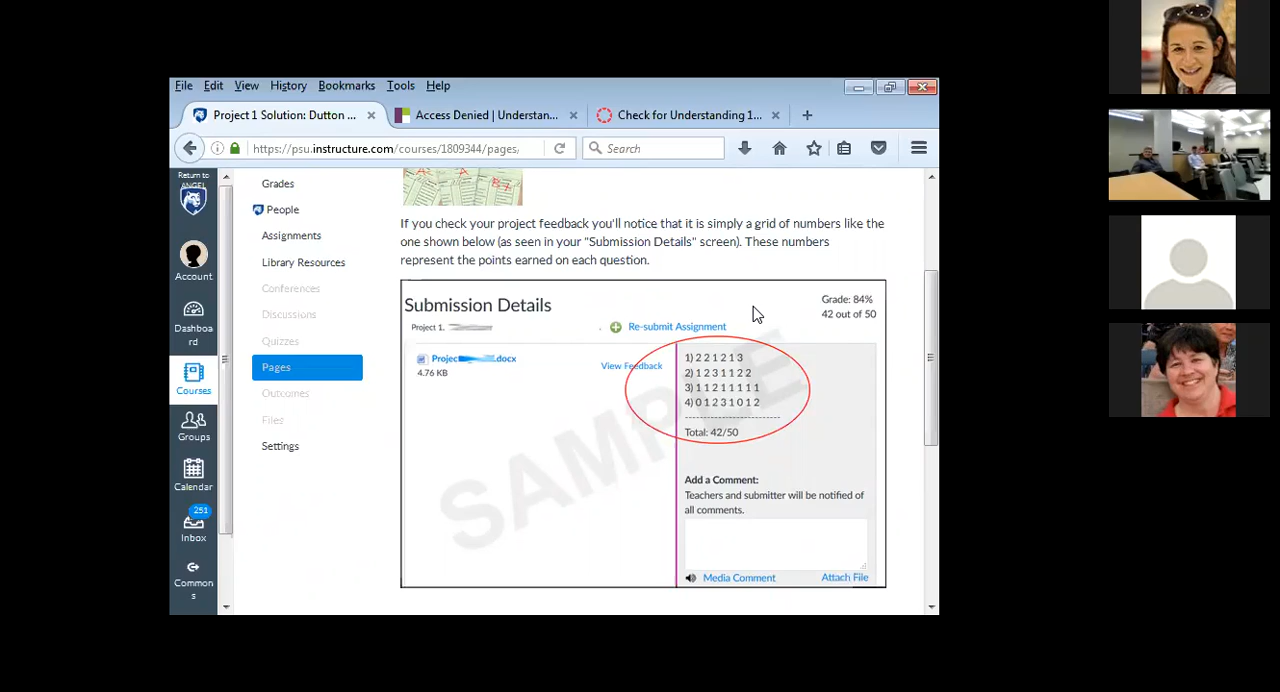 File Edit View History Bookmarks Tools Help
Project 1 Solution: Dutton ... Access Denied | Understan... Check for Understanding 1...
https://psu.instructure.com/courses/1809344/pages, Search
Return to
ANGEL
Account
Dashboa
rd
Courses
Groups
Calendar
251
Inbox
Common
s
Grades
People
Assignments
Library Resources
Conferences
Discussions
Quizzes
Pages
Outcomes
Files
Settings
If you check your project feedback you'll notice that it is simply a grid of numbers like the
one shown below (as seen in your "Submission Details" screen). These numbers
represent the points earned on each question.
Submission Details
Grade: 84%
42 out of 50
Project 1,
Re-submit Assignment
Projec .docx
4.76 KB
View Feedback
1) 2 2 1 2 1 3
2) 1 2 3 1 1 2 2
3) 1 1 2 1 1 1 1 1
4) 0 1 2 3 1 0 1 2
Total: 42/50
SAMPLE
Add a Comment:
Teachers and submitter will be notified of
all comments.
Media Comment Attach File